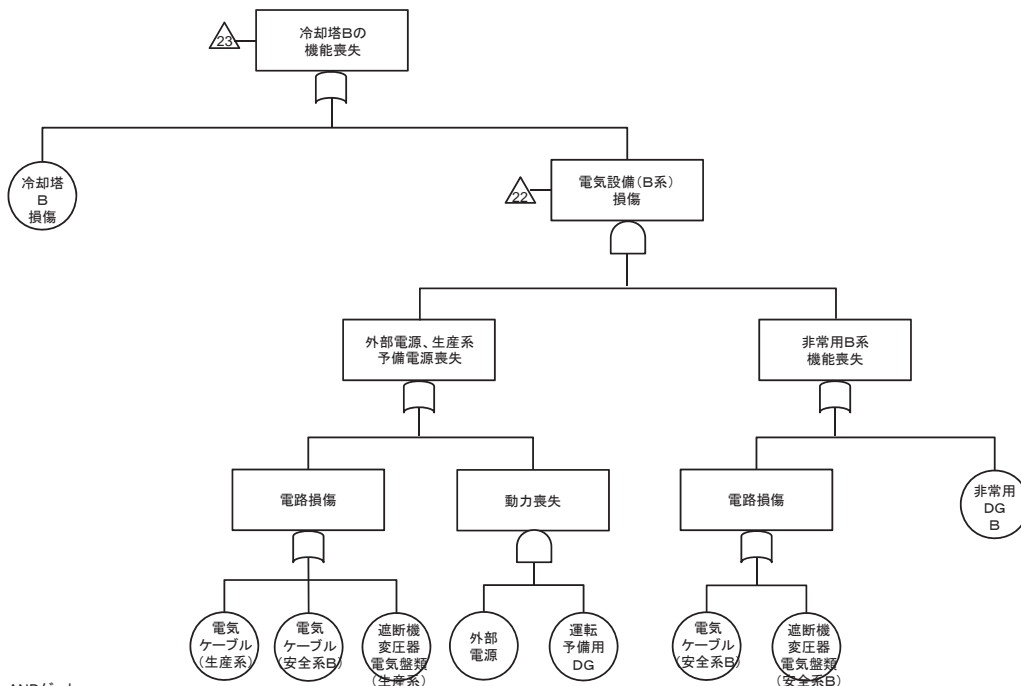 冷却塔Bの
機能喪失
23
冷却塔
B
損傷
電気設備(B系)
損傷
22
外部電源、生産系
予備電源喪失
非常用B系
機能喪失
電路損傷
動力喪失
電路損傷
非常用
DG
B
電気
ケーブル
(生産系)
電気
ケーブル
(安全系B)
遮断機
変圧器
電気盤類
(生産系)
外部
電源
運転
予備用
DG
電気
ケーブル
(安全系B)
遮断機
変圧器
電気盤類
(安全系B)